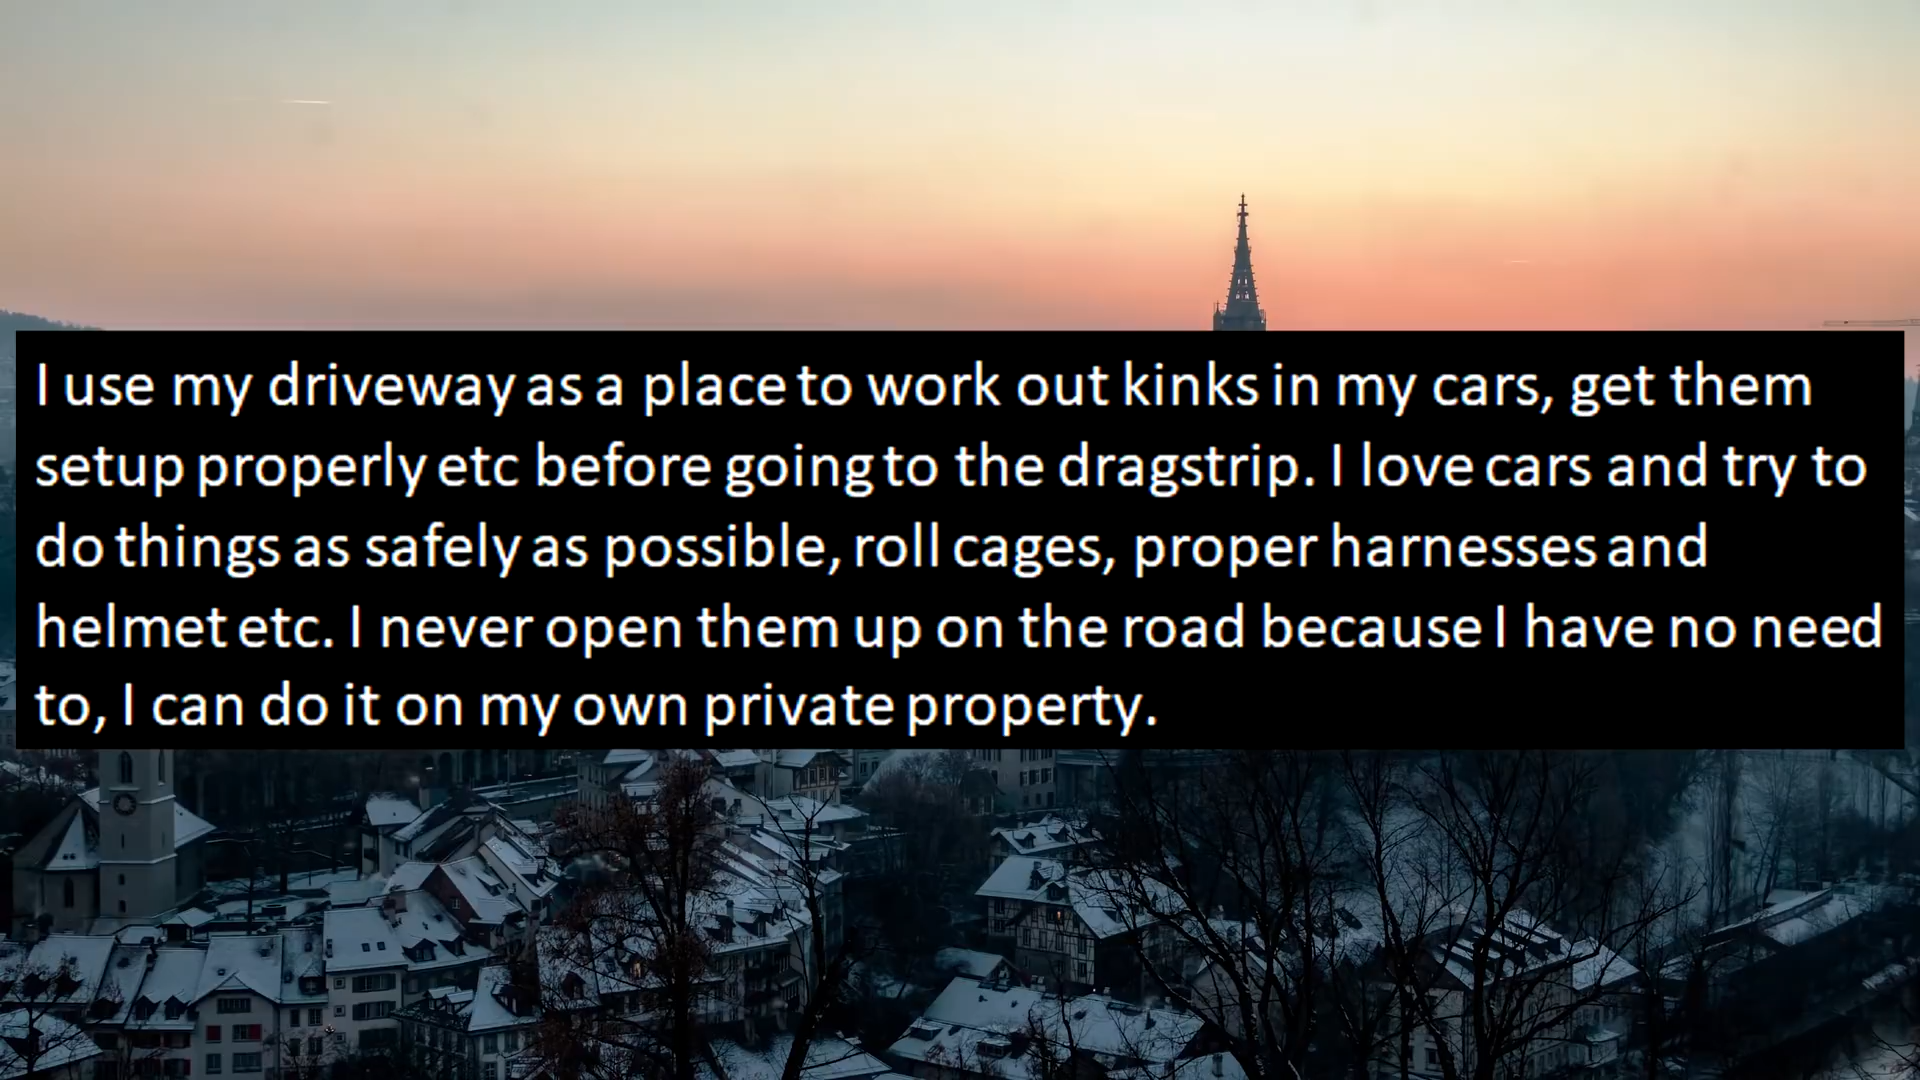 I use my driveway as a place to work out kinks in my cars, get them
setup properly etc before going to the dragstrip. I love cars and try to
do things as safely as possible, roll cages, proper harnesses and
helmet etc. I never open them up on the road because I have no need
to, I can do it on my own private property.